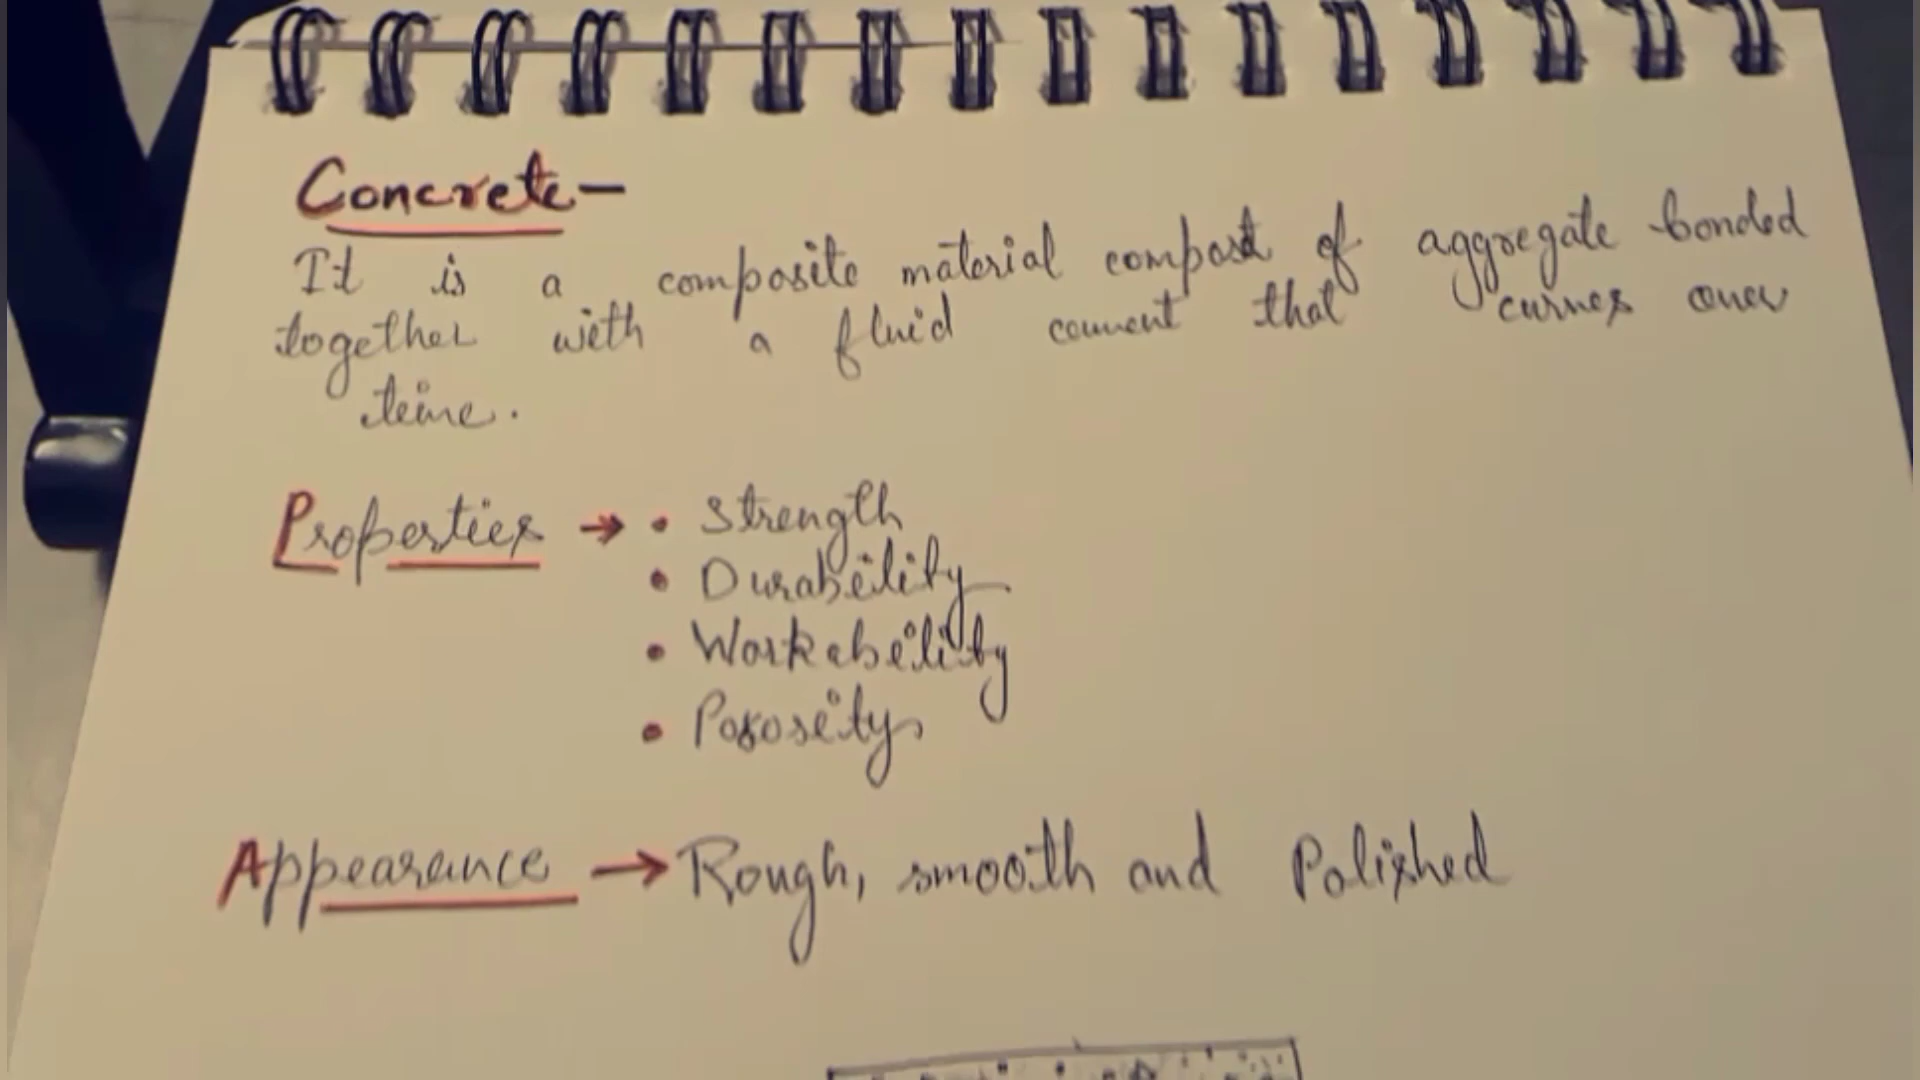 Concrete-
It is a composite material compost of aggregate bonded
together with a fluid cement that cures over
time.
Properties → • Strength
• Durability
• Workability
• Porosity
Appearance → Rough, smooth and Polished